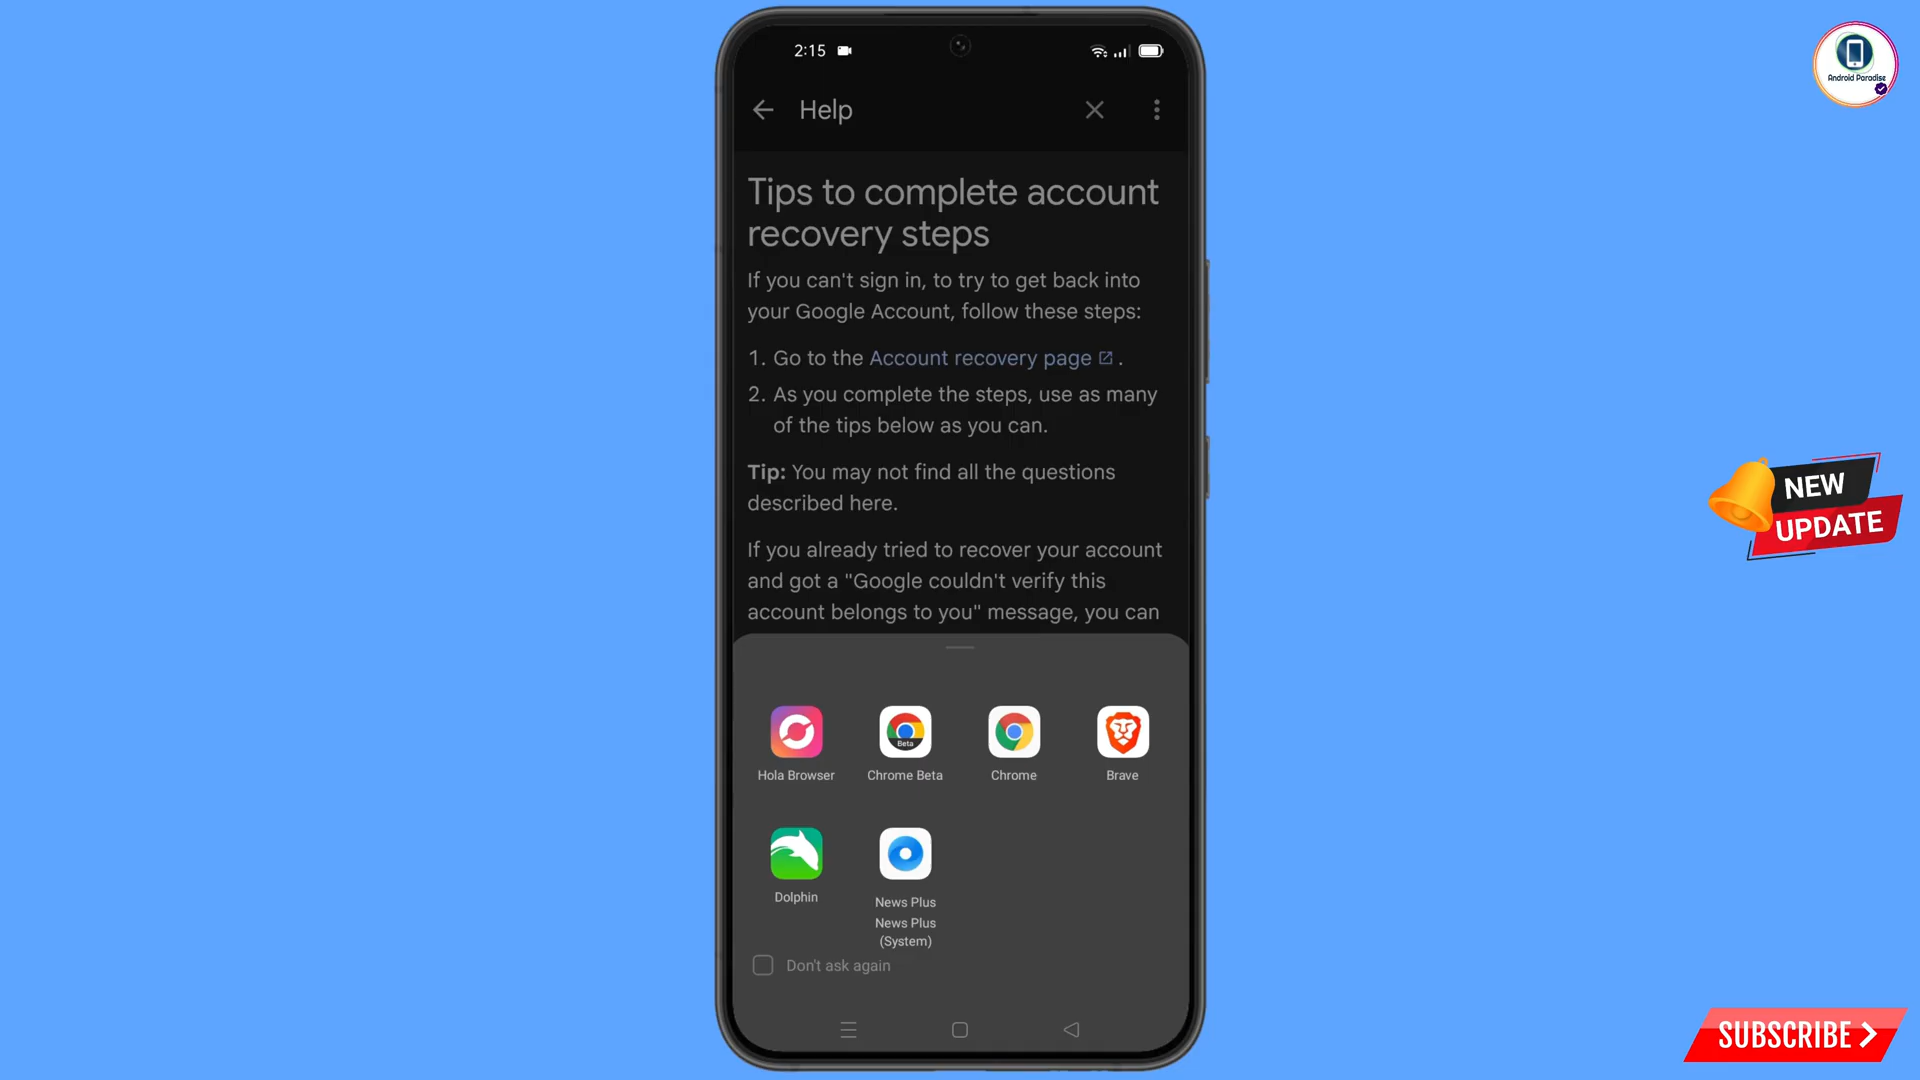 2:15
Android Paradise
Help
Tips to complete account
recovery steps
If you can't sign in, to try to get back into
your Google Account, follow these steps:
1. Go to the Account recovery page .
2. As you complete the steps, use as many
of the tips below as you can.
Tip: You may not find all the questions
described here.
If you already tried to recover your account
and got a "Google couldn't verify this
account belongs to you" message, you can
NEW
UPDATE
Beta
Hola Browser
Chrome Beta
Chrome
Brave
Dolphin
News Plus
News Plus
(System)
Don't ask again
SUBSCRIBE